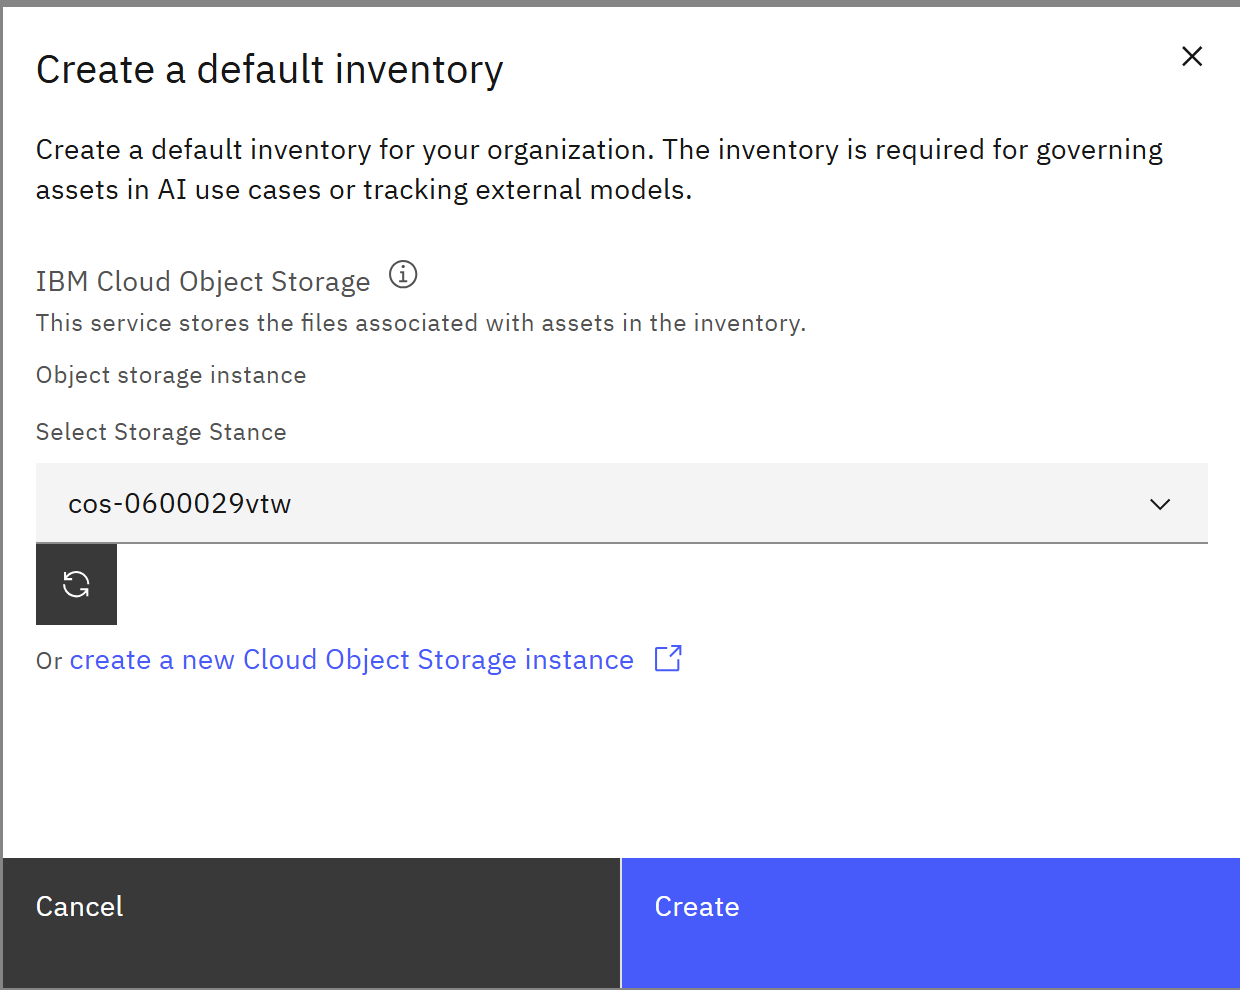 Create a default inventory
Create a default inventory for your organization. The inventory is required for governing
assets in AI use cases or tracking external models.
IBM Cloud Object Storage
This service stores the files associated with assets in the inventory.
Object storage instance
Select Storage Stance
cos-0600029vtw
Or create a new Cloud Object Storage instance
Cancel
Create